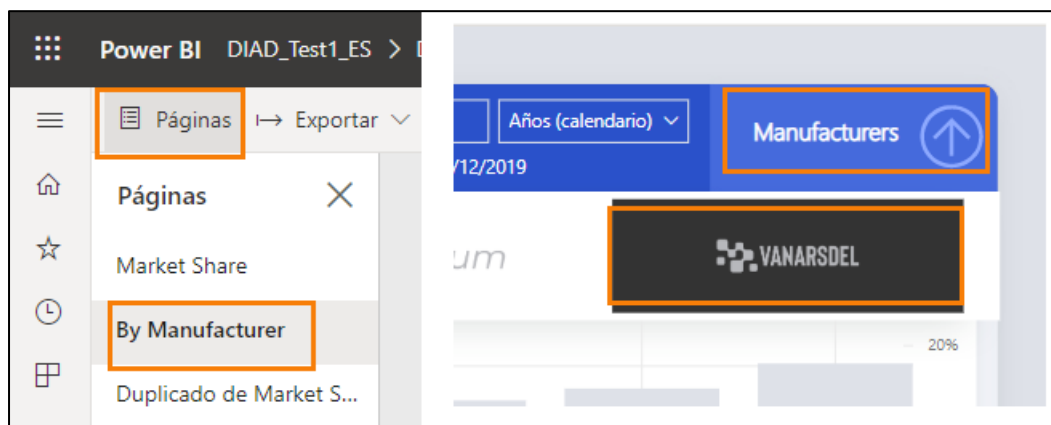 Power BI DIAD_Test1_ES >
Páginas Exportar
Páginas
Market Share
By Manufacturer
Duplicado de Market S...
Años (calendario)
Manufacturers
/12/2019
um
VANARSDEL
20%